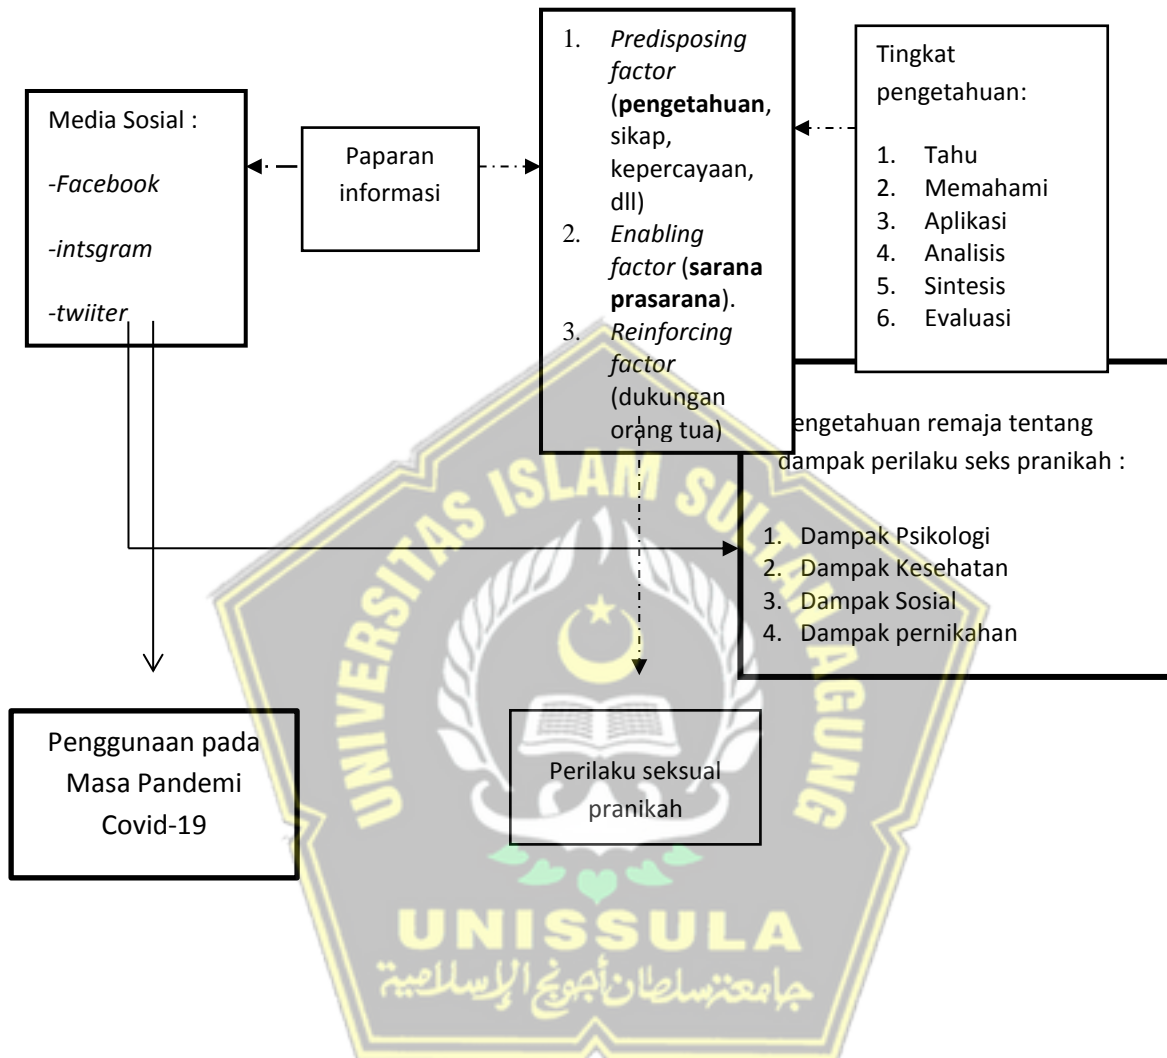 Media Sosial :
-Facebook
-intsgram
-twiiter
Paparan
informasi
1. Predisposing
factor
(pengetahuan,
sikap,
kepercayaan,
dll)
2. Enabling
factor (sarana
prasarana).
3. Reinforcing
factor
(dukungan
orang tua)
Tingkat
pengetahuan:
1. Tahu
2. Memahami
3. Aplikasi
4. Analisis
5. Sintesis
6. Evaluasi
engetahuan remaja tentang
dampak perilaku seks pranikah :
1. Dampak Psikologi
2. Dampak Kesehatan
3. Dampak Sosial
4. Dampak pernikahan
Penggunaan pada
Masa Pandemi
Covid-19
Perilaku seksual
pranikah
UNIVERSITAS ISLAM SULTAN AGUNG
UNISSULA
جامعة سلطان أجونج الإسلامية